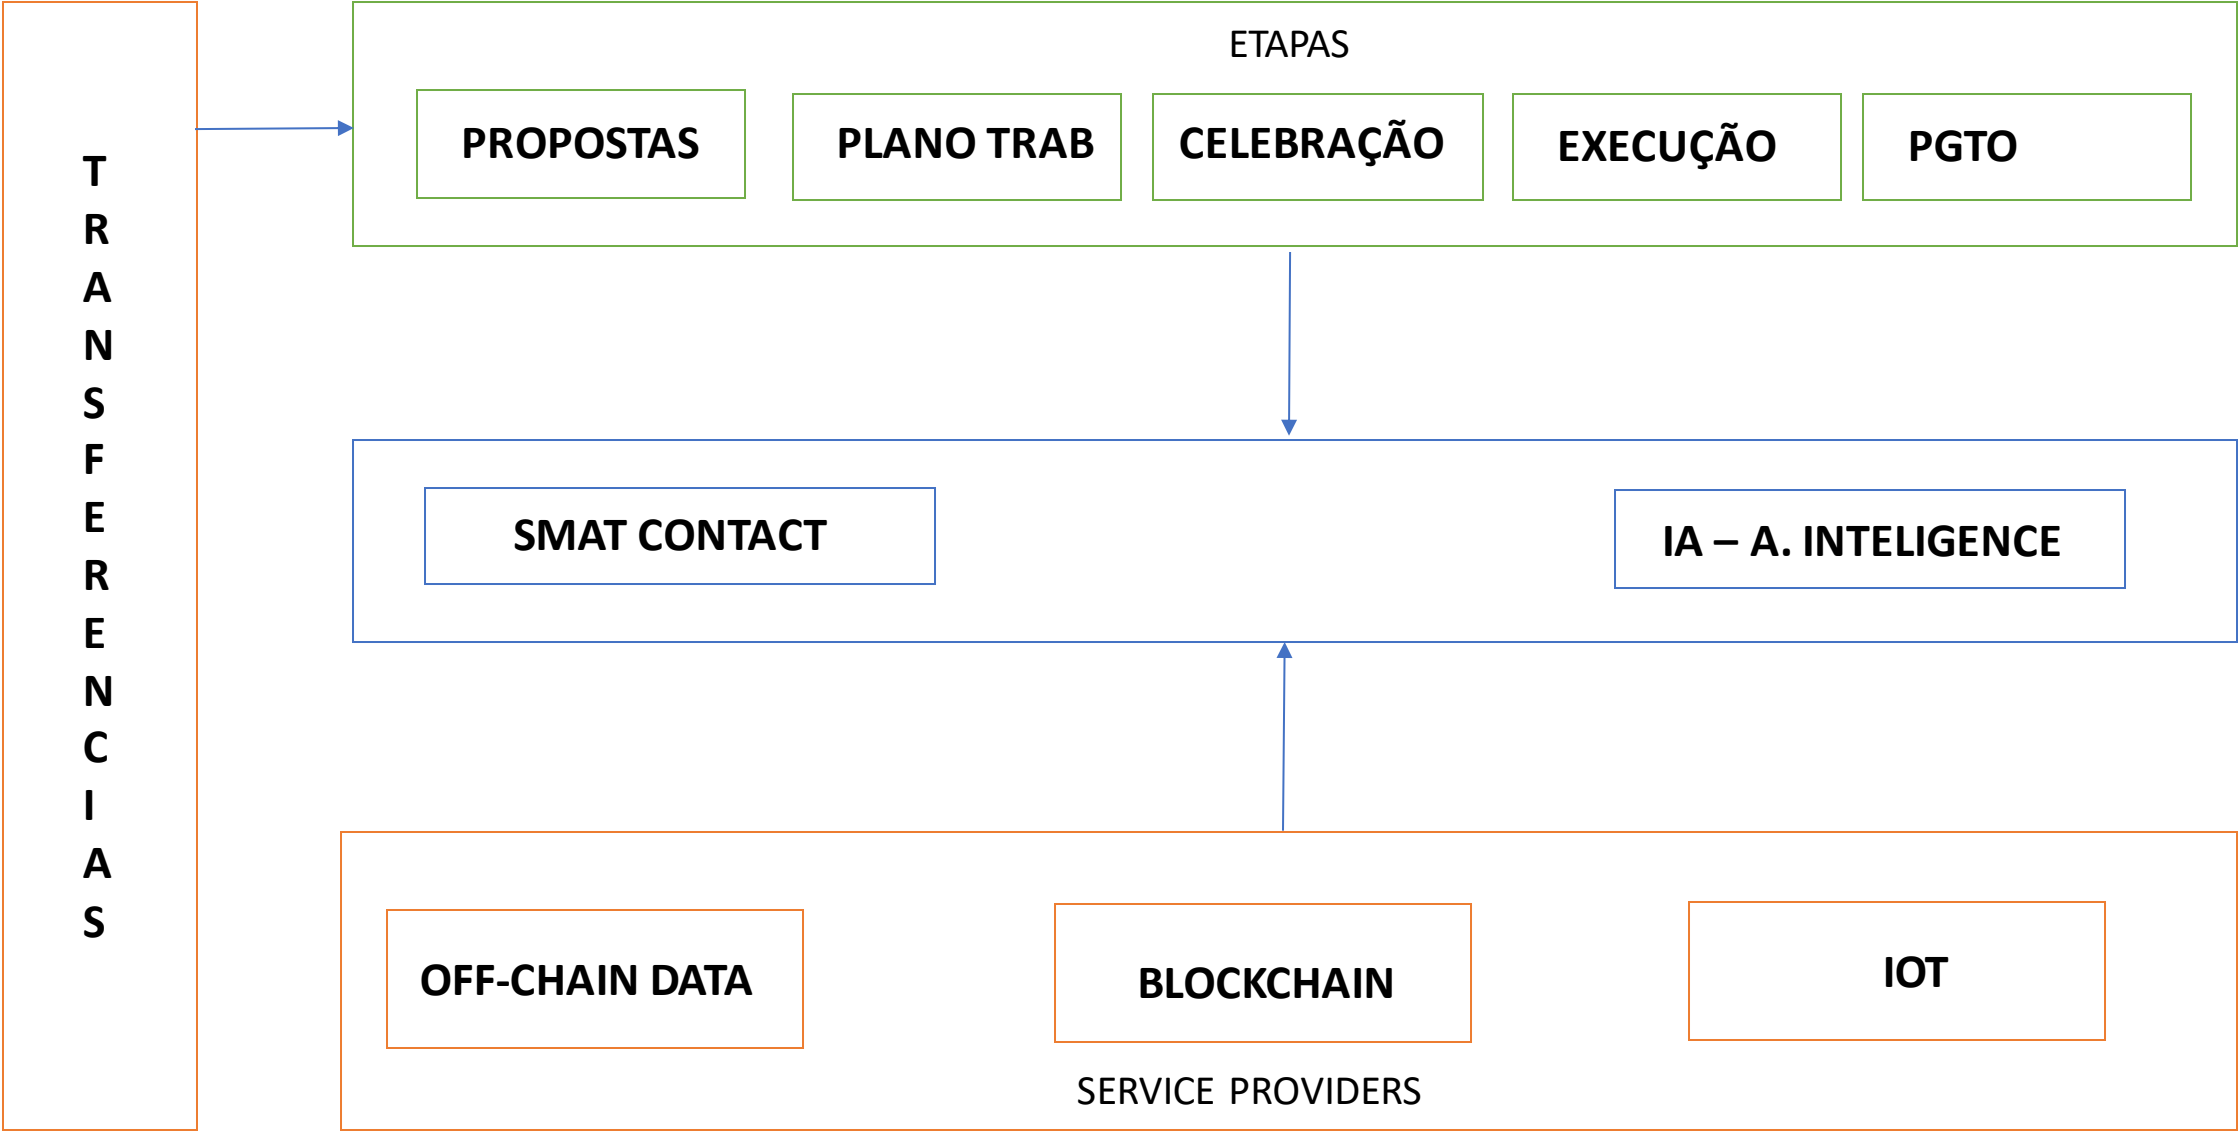 T
R
A
N
S
F
E
R
E
N
C
I
A
S
ETAPAS
PROPOSTAS
PLANO TRAB
CELEBRAÇÃO
EXECUÇÃO
PGTO
SMAT CONTACT
IA – A. INTELIGENCE
OFF-CHAIN DATA
BLOCKCHAIN
IOT
SERVICE PROVIDERS